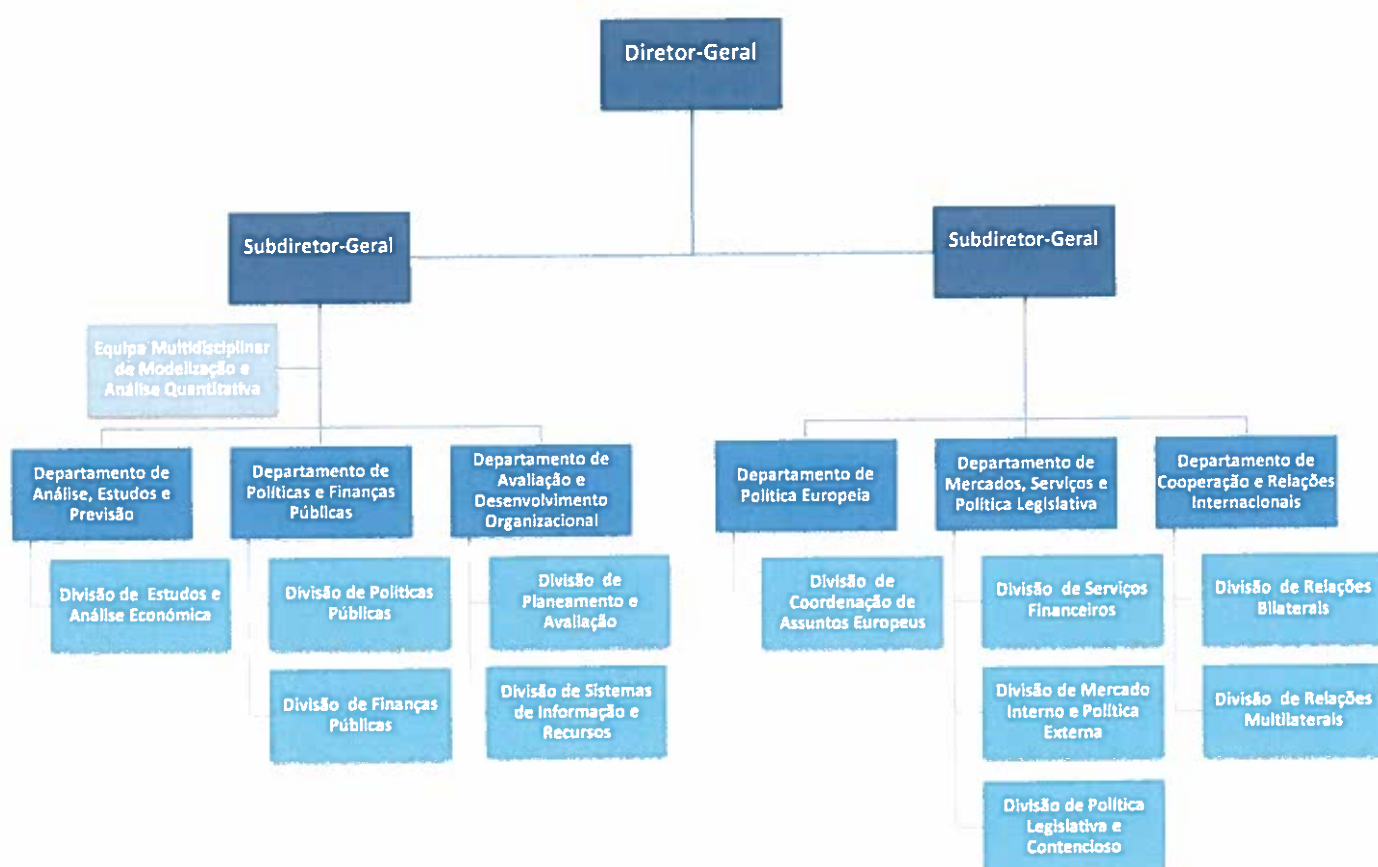 Diretor-Geral
Subdiretor-Geral
Subdiretor-Geral
Equipa Multidisciplinar
de Modelização e
Análise Quantitativa
Departamento de
Análise, Estudos e
Previsão
Departamento de
Políticas e Finanças
Públicas
Departamento de
Avaliação e
Desenvolvimento
Organizacional
Departamento de
Política Europeia
Departamento de
Mercados, Serviços e
Política Legislativa
Departamento de
Cooperação e Relações
Internacionais
Divisão de Estudos e
Análise Económica
Divisão de Políticas
Públicas
Divisão de
Planeamento e
Avaliação
Divisão de
Coordenação de
Assuntos Europeus
Divisão de Serviços
Financeiros
Divisão de Relações
Bilaterais
Divisão de Finanças
Públicas
Divisão de Sistemas
de Informação e
Recursos
Divisão de Mercado
Interno e Política
Externa
Divisão de Relações
Multilaterais
Divisão de Política
Legislativa e
Contencioso